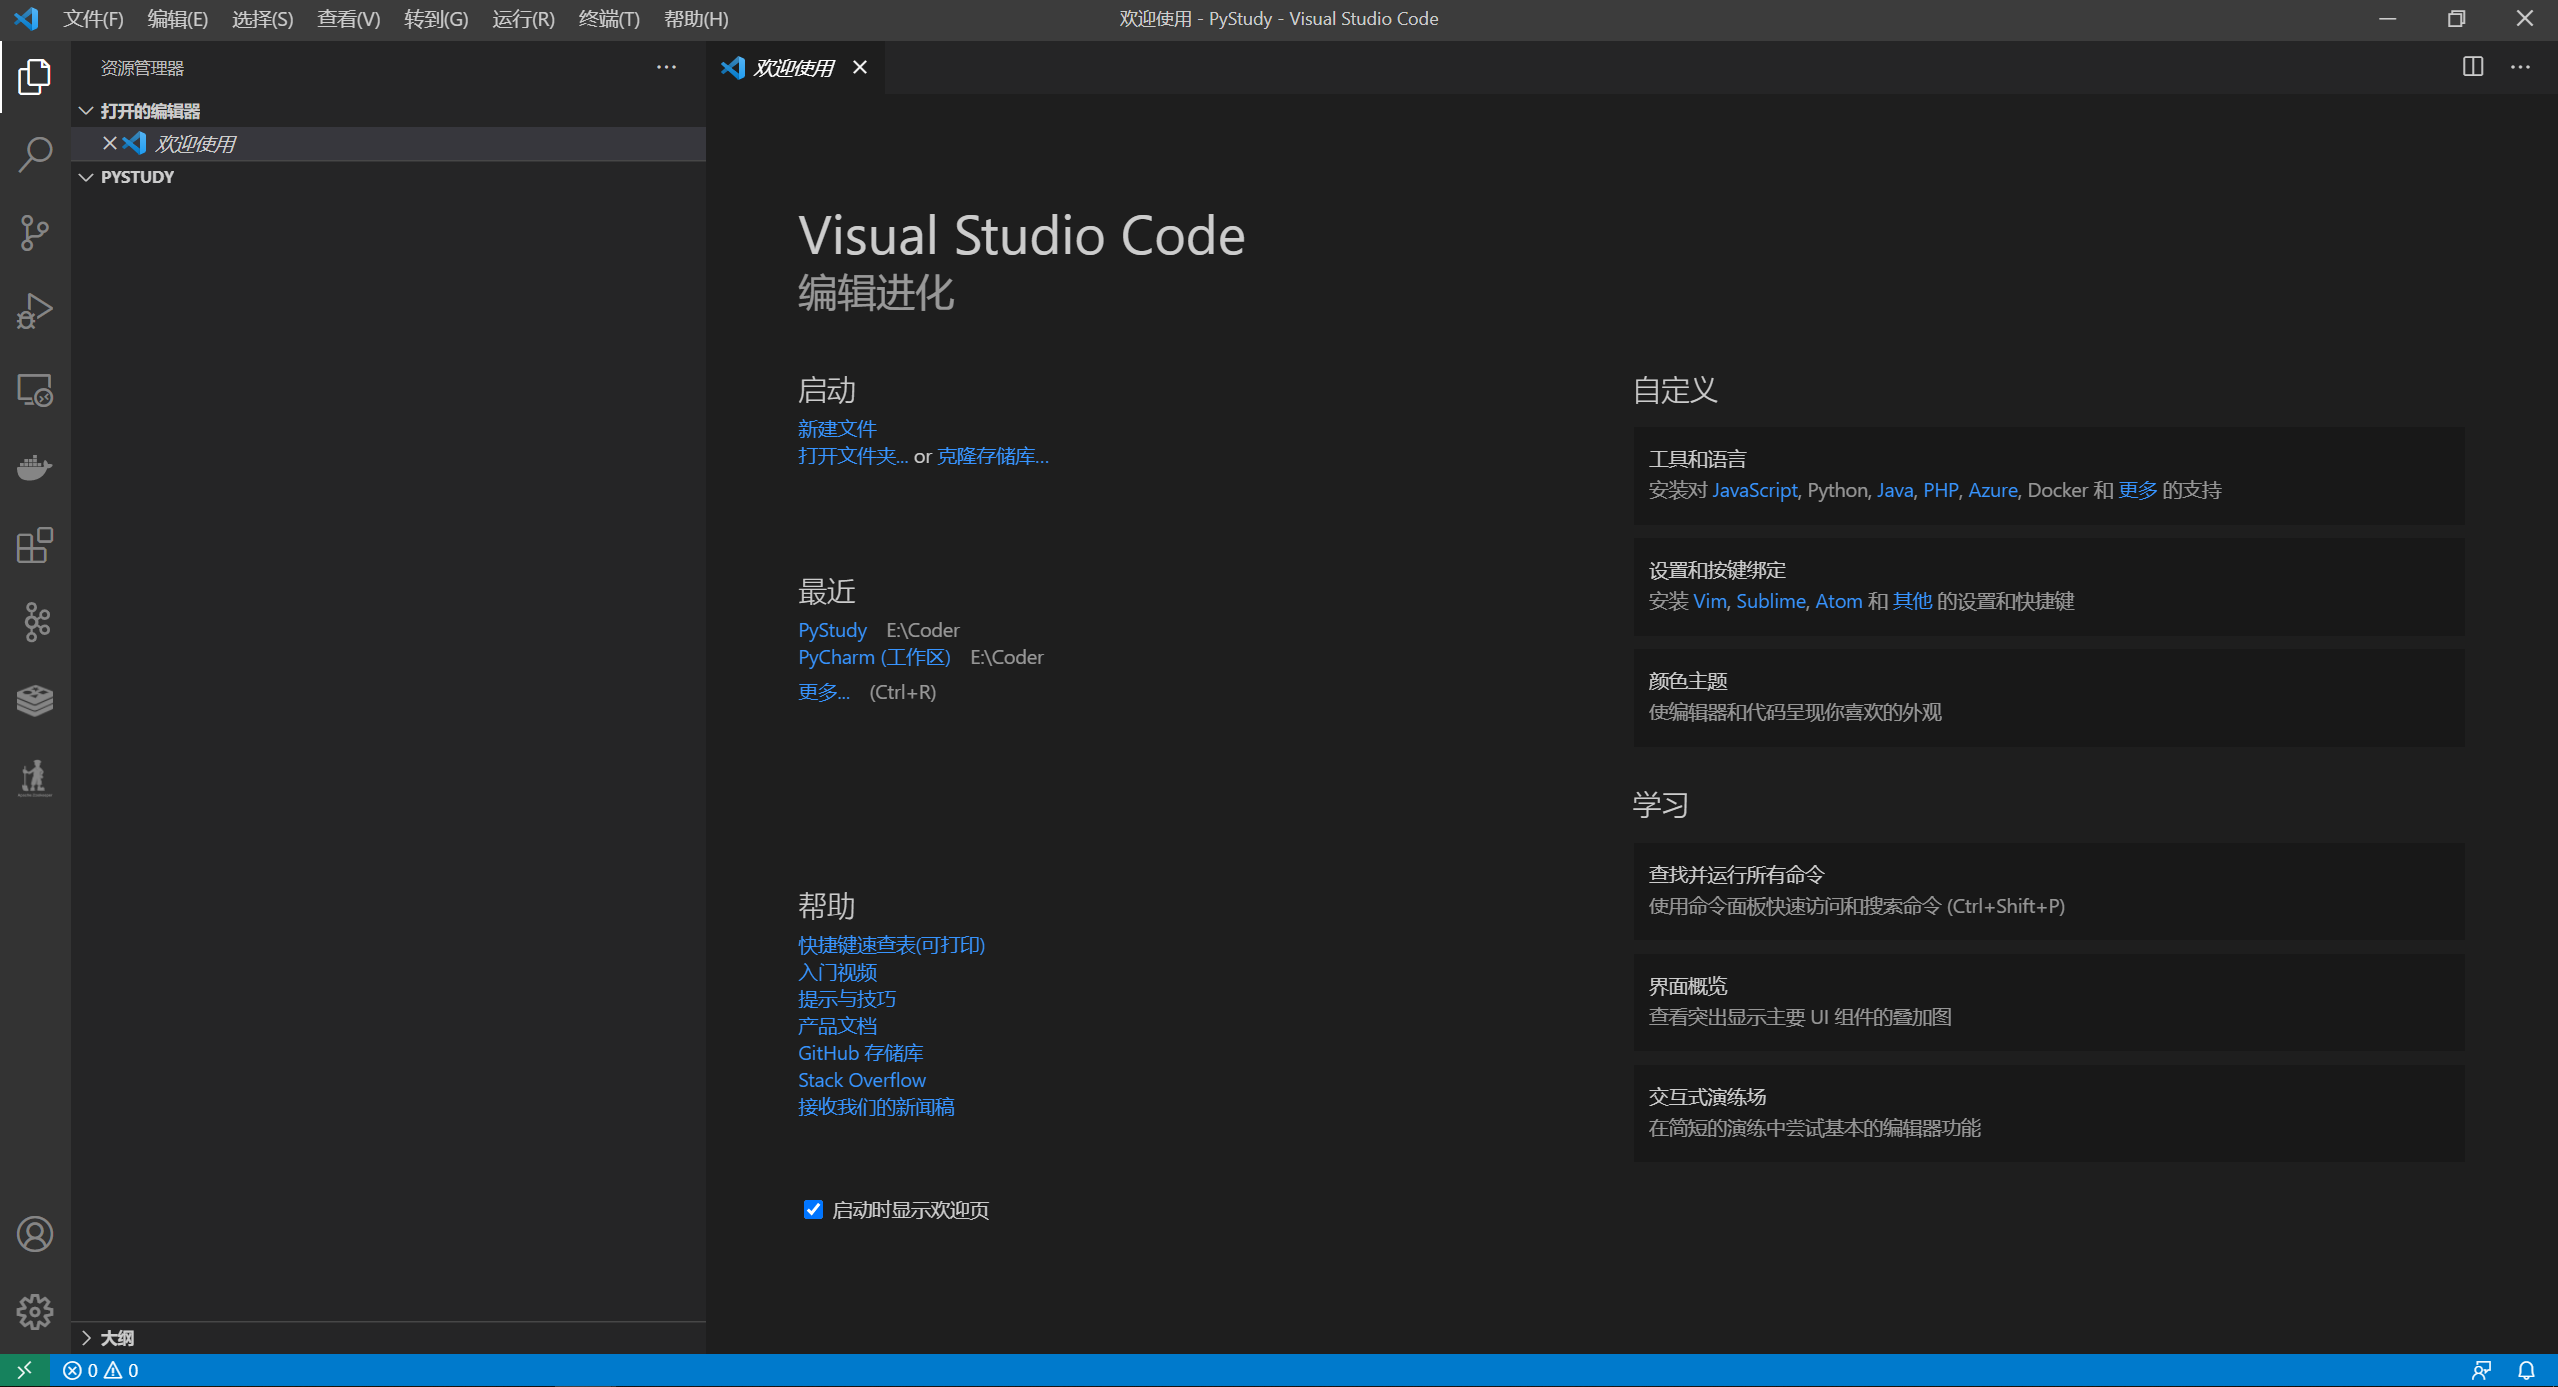 文件(F) 编辑(E) 选择(S) 查看(V) 转到(G) 运行(R) 终端(T) 帮助(H)
欢迎使用 - PyStudy - Visual Studio Code
资源管理器
打开的编辑器
欢迎使用
PYSTUDY
大纲
欢迎使用
Visual Studio Code
编辑进化
启动
新建文件
打开文件夹... or 克隆存储库...
最近
PyStudy E:\Coder
PyCharm (工作区) E:\Coder
更多... (Ctrl+R)
帮助
快捷键速查表(可打印)
入门视频
提示与技巧
产品文档
GitHub 存储库
Stack Overflow
接收我们的新闻稿
启动时显示欢迎页
自定义
工具和语言
安装对 JavaScript, Python, Java, PHP, Azure, Docker 和 更多 的支持
设置和按键绑定
安装 Vim, Sublime, Atom 和 其他 的设置和快捷键
颜色主题
使编辑器和代码呈现你喜欢的外观
学习
查找并运行所有命令
使用命令面板快速访问和搜索命令 (Ctrl+Shift+P)
界面概览
查看突出显示主要 UI 组件的叠加图
交互式演练场
在简短的演练中尝试基本的编辑器功能
0 0